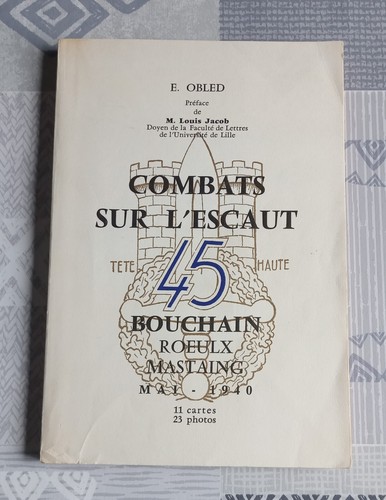 E. OBLED
Préface
de
M. Louis Jacob
Doyen de la Faculté de Lettres
de l'Université de Lille
COMBATS
SUR L'ESCAUT
TETE HAUTE
45
BOUCHAIN
ROEULX
MASTAING
MAI - 1940
11 cartes
23 photos